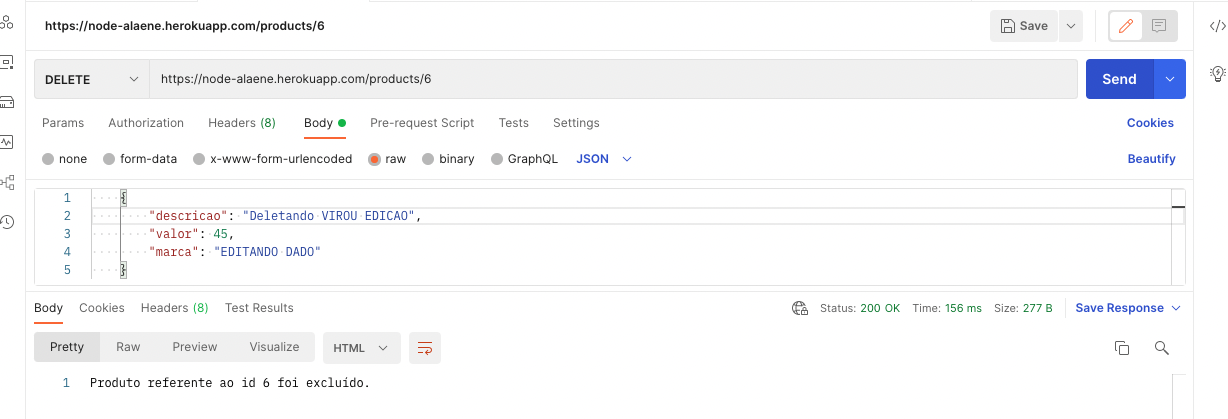 https://node-alaene.herokuapp.com/products/6
Save
DELETE
https://node-alaene.herokuapp.com/products/6
Send
Params Authorization Headers (8) Body Pre-request Script Tests Settings Cookies
none form-data x-www-form-urlencoded raw binary GraphQL JSON Beautify
1 {
2 "descricao": "Deletando VIROU EDICAO",
3 "valor": 45,
4 "marca": "EDITANDO DADO"
5 }
Body Cookies Headers (8) Test Results Status: 200 OK Time: 156 ms Size: 277 B Save Response
Pretty Raw Preview Visualize HTML
1 Produto referente ao id 6 foi excluído.